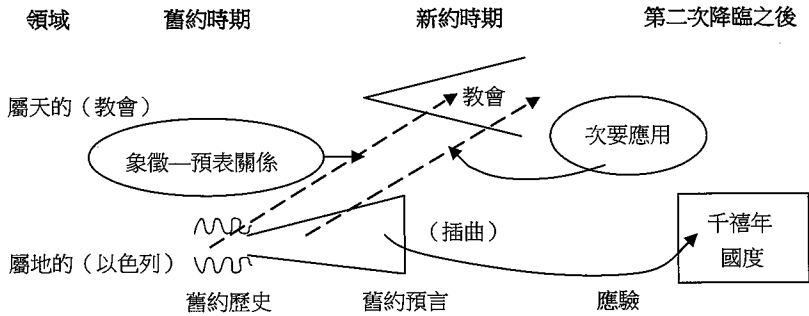 領域 舊約時期 新約時期 第二次降臨之後
屬天的（教會） 教會
象徵—預表關係 次要應用
屬地的（以色列） （插曲） 千禧年
國度
舊約歷史 舊約預言 應驗